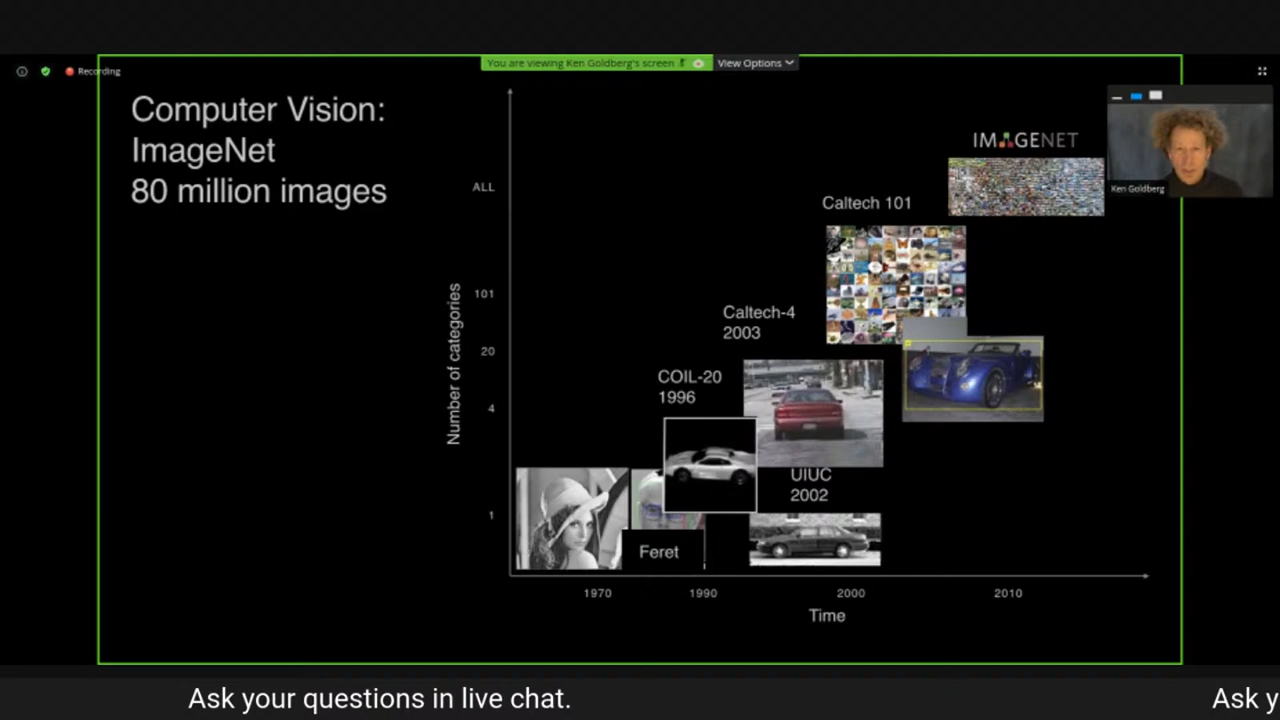 You are viewing Ken Goldberg's screen
View Options
Recording
Computer Vision:
ImageNet
80 million images
IMAGENET
Ken Goldberg
ALL
Caltech 101
Number of categories
101
Caltech-4
2003
20
COIL-20
1996
4
UIUC
2002
1
Feret
1970
1990
2000
2010
Time
Ask your questions in live chat.
Ask y